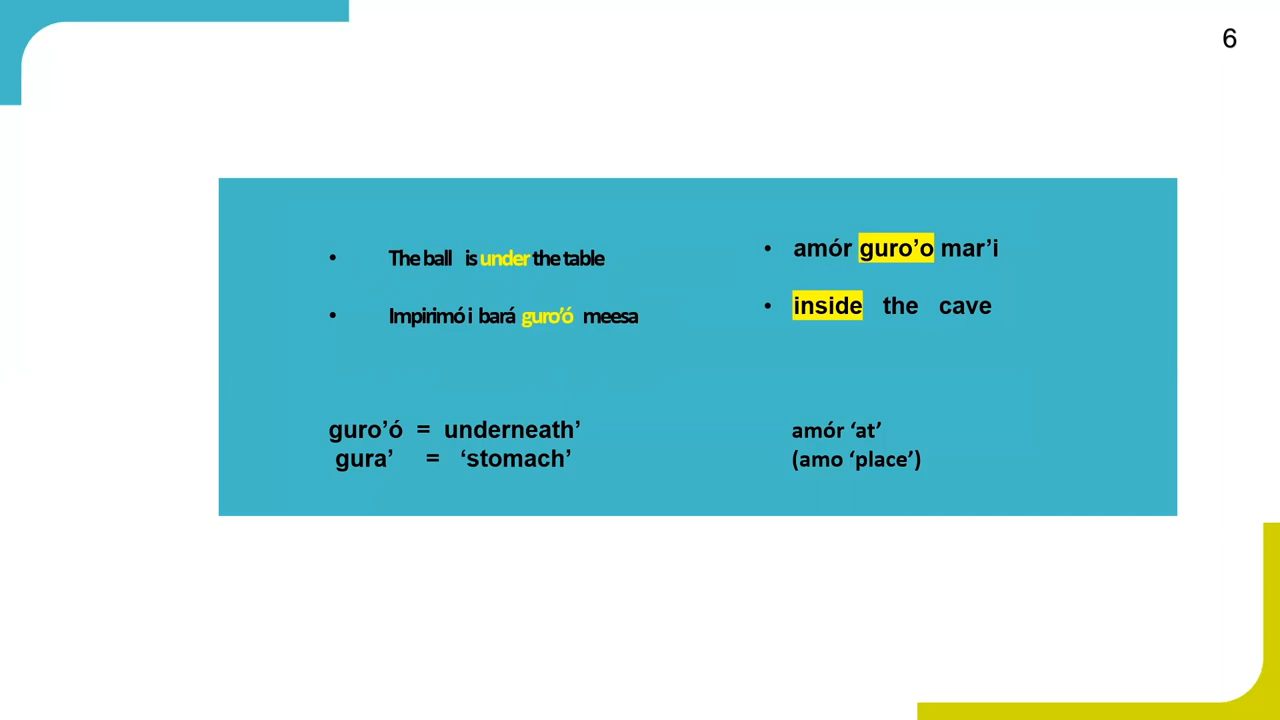 6
• The ball is under the table
• Impirimó i bará guro’ó meesa
guro’ó = underneath’
gura’ = ‘stomach’
• amór guro’o mar’i
• inside the cave
amór ‘at’
(amo ‘place’)